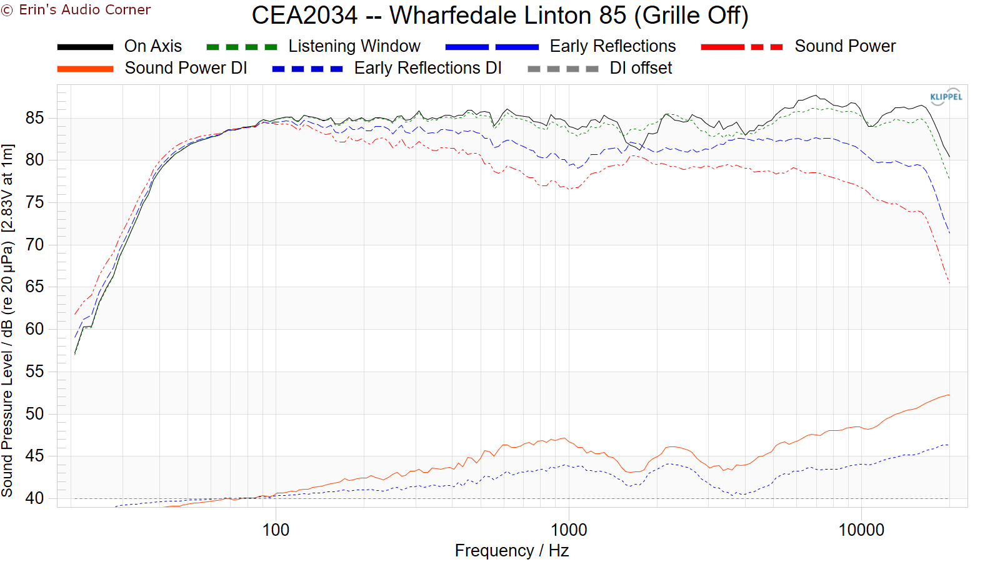 © Erin's Audio Corner
CEA2034 -- Wharfedale Linton 85 (Grille Off)
On Axis Listening Window Early Reflections Sound Power
Sound Power DI Early Reflections DI DI offset
KLIPPEL
Sound Pressure Level / dB (re 20 µPa) [2.83V at 1m]
85
80
75
70
65
60
55
50
45
40
100 1000 10000
Frequency / Hz